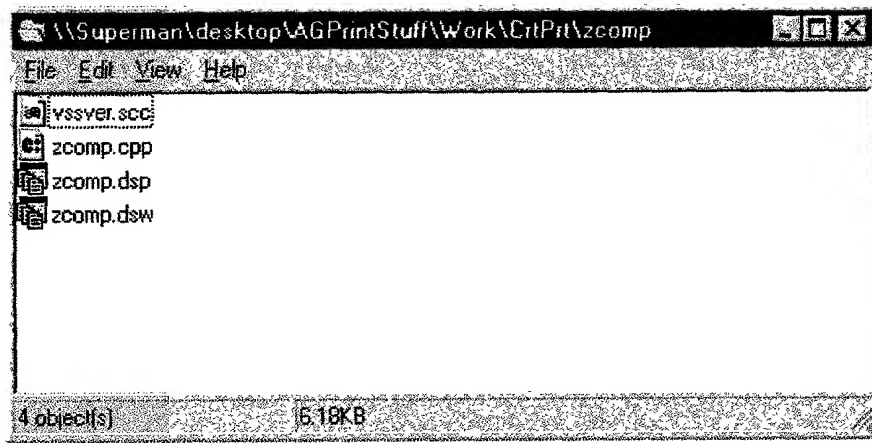 \\Superman\desktop\AGPrintStuff\Work\CrtPrt\zcomp
File Edit View Help
vssver.scc
zcomp.cpp
zcomp.dsp
zcomp.dsw
4 object(s) 6.18KB